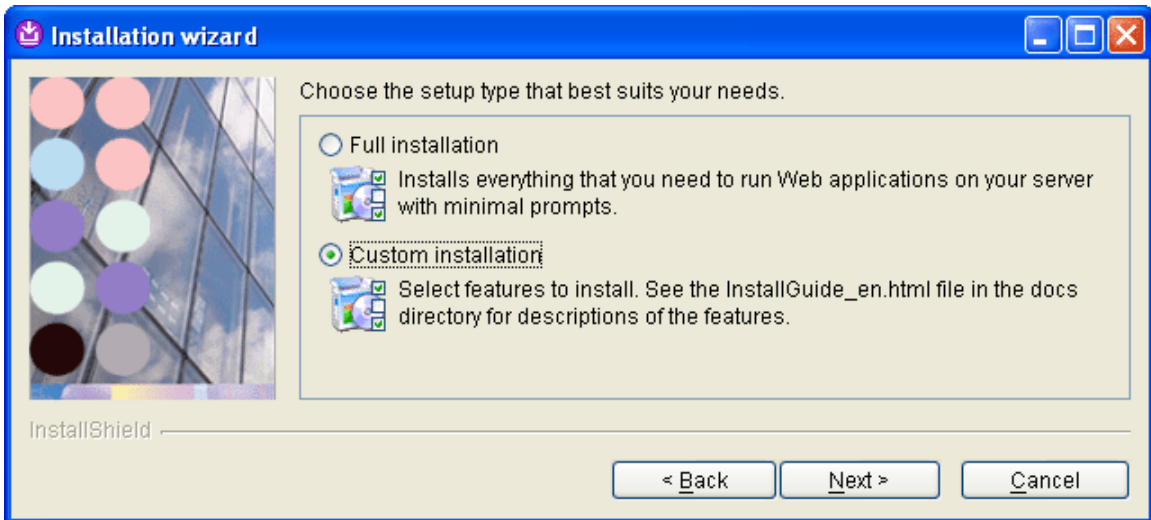 Installation wizard
Choose the setup type that best suits your needs.
Full installation
Installs everything that you need to run Web applications on your server
with minimal prompts.
Custom installation
Select features to install. See the InstallGuide_en.html file in the docs
directory for descriptions of the features.
InstallShield
< Back Next > Cancel